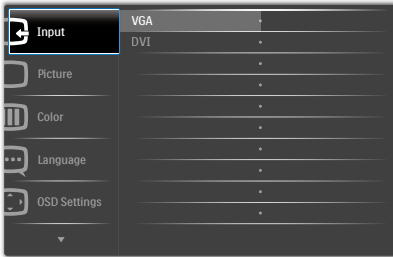 Input
VGA
DVI
Picture
Color
Language
OSD Settings